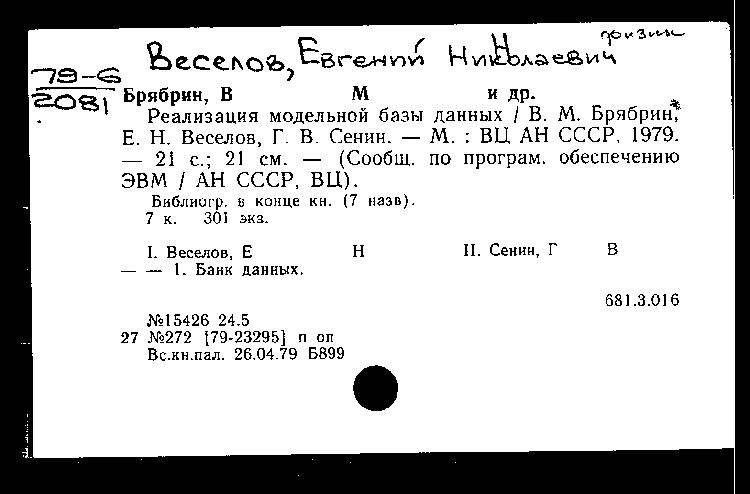 физик
Веселов, Евгений Николаевич
79-6
2081
Брябрин, В М и др.
Реализация модельной базы данных / В. М. Брябрин,*
Е. Н. Веселов, Г. В. Сенин. — М. : ВЦ АН СССР, 1979.
— 21 с.; 21 см. — (Сообщ. по програм. обеспечению
ЭВМ / АН СССР, ВЦ).
Библиогр. в конце кн. (7 назв).
7 к. 301 экз.
I. Веселов, Е Н II. Сенин, Г В
— — 1. Банк данных.
681.3.016
№15426 24.5
27 №272 [79-23295] п оп
Вс.кн.пал. 26.04.79 Б899